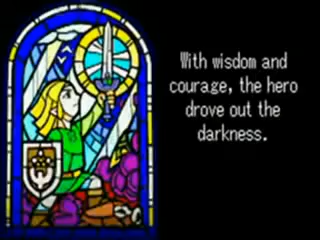 With wisdom and
courage, the hero
drove out the
darkness.